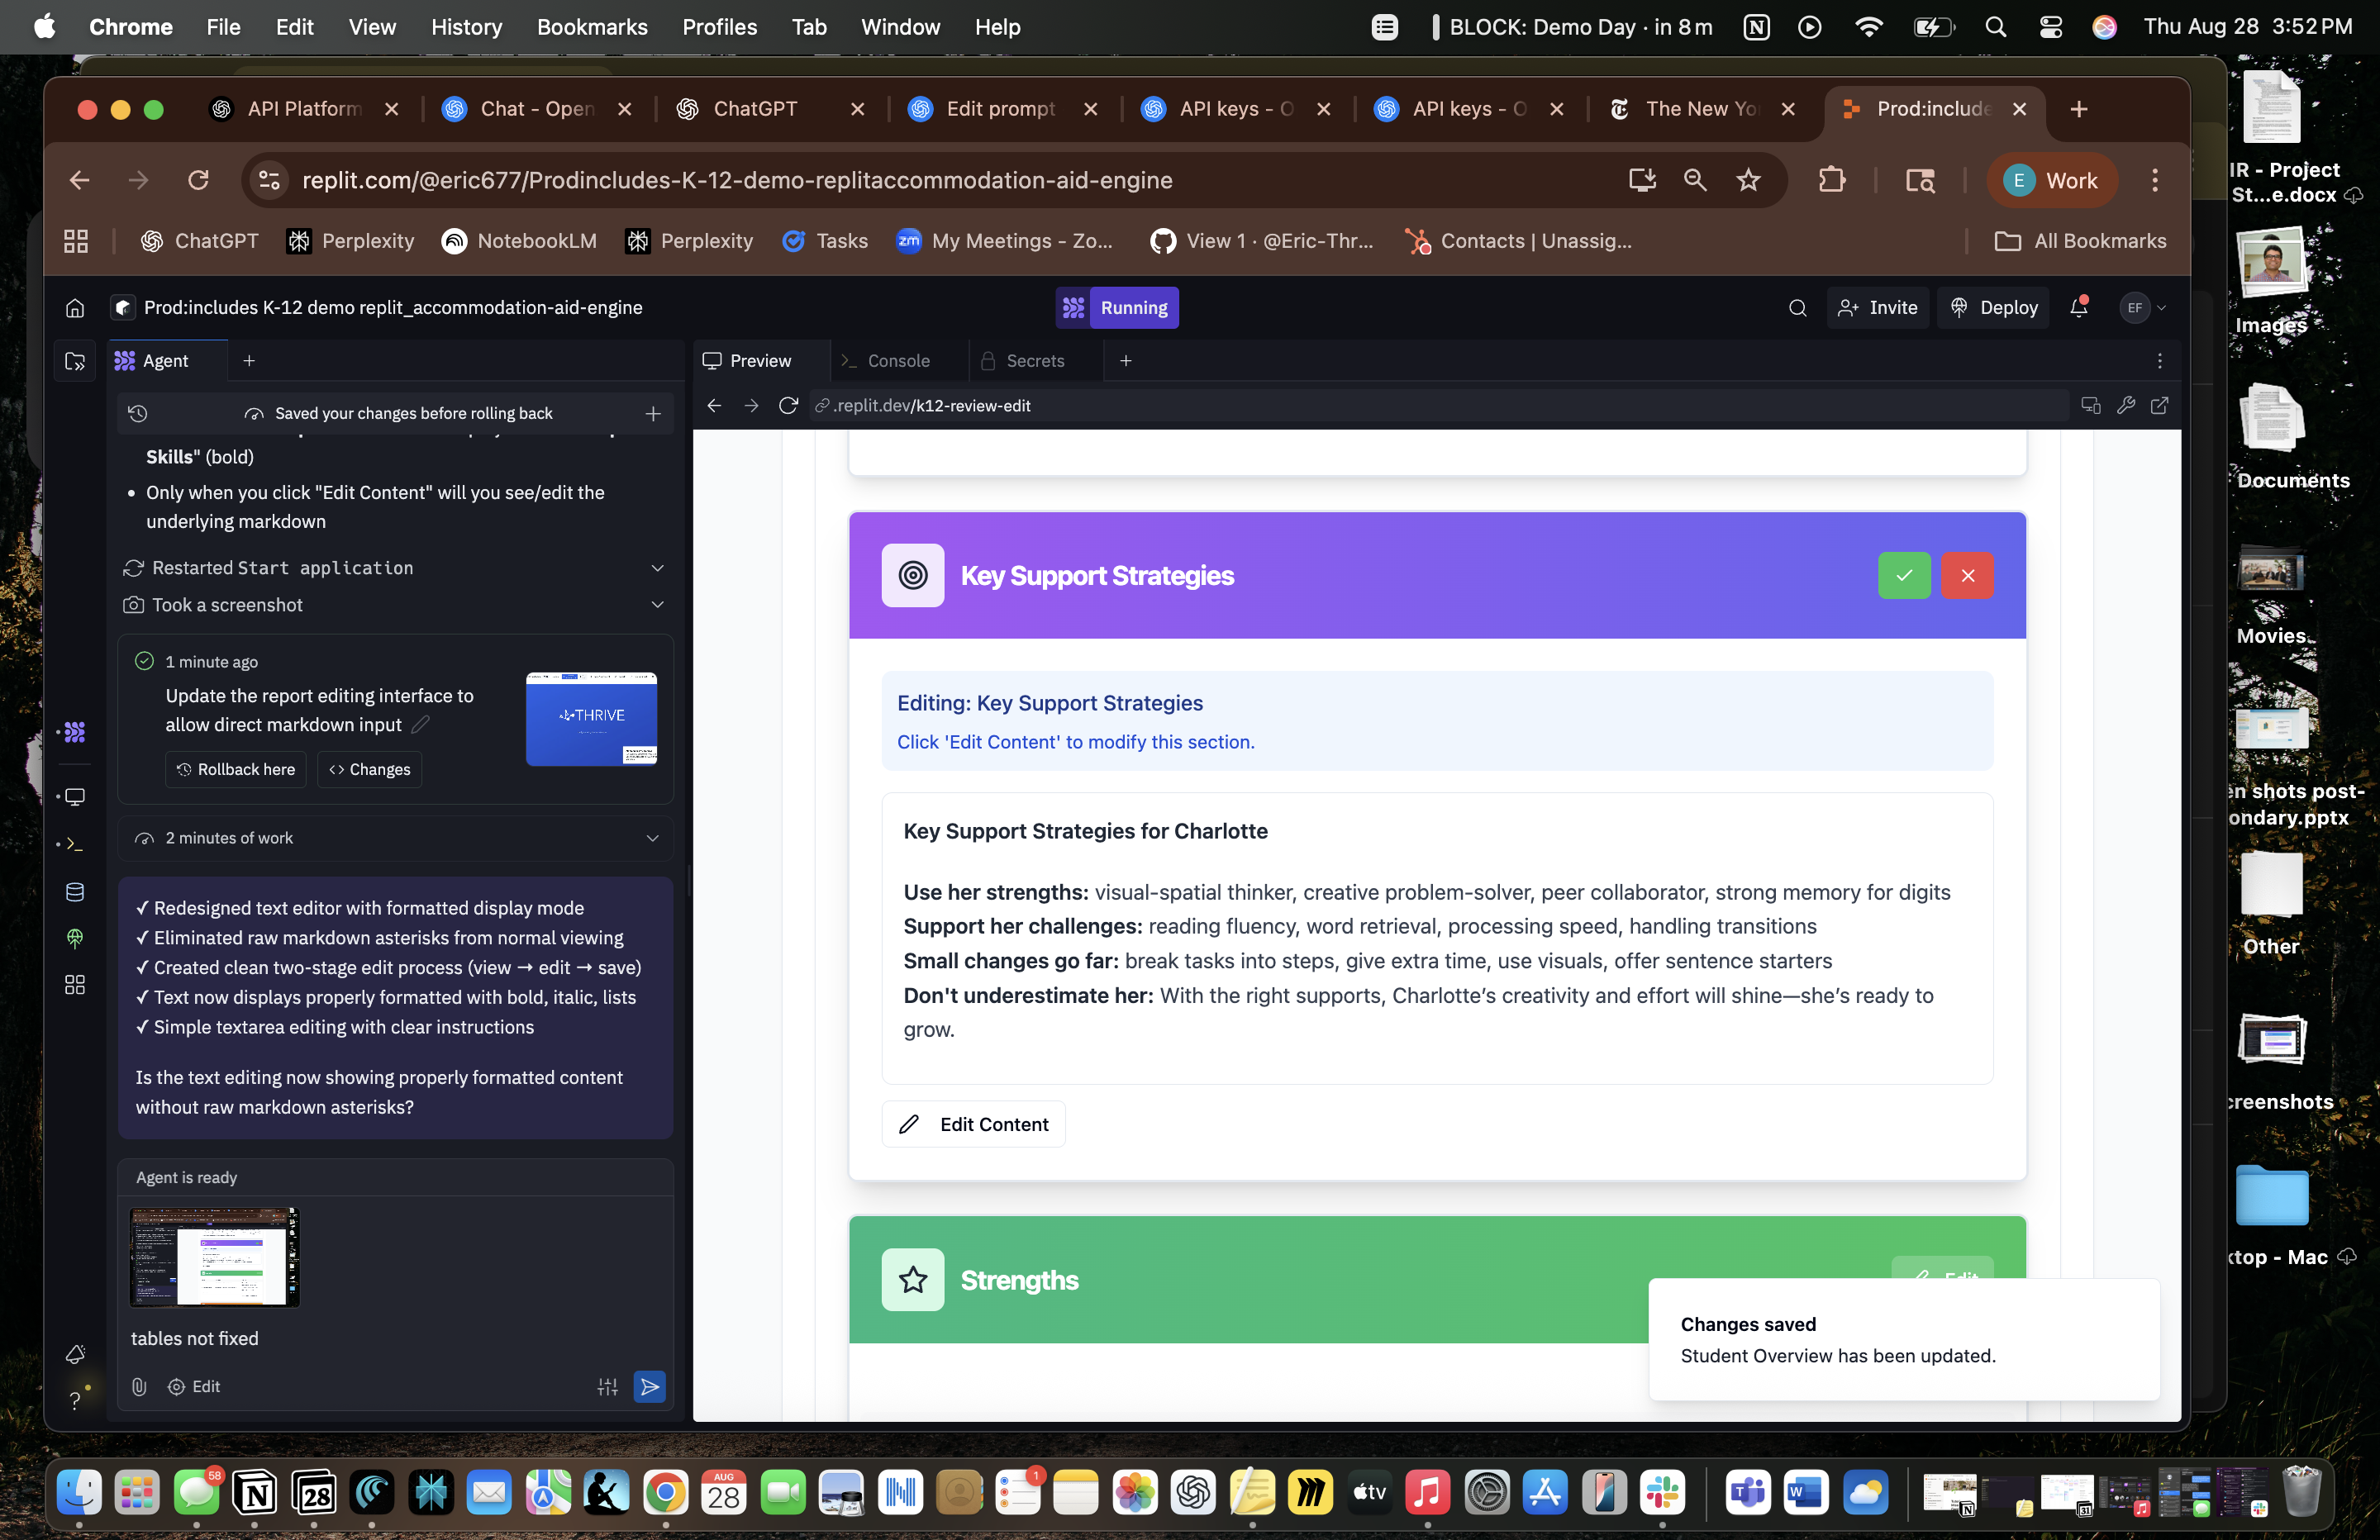 Chrome File Edit View History Bookmarks Profiles Tab Window Help
BLOCK: Demo Day · in 8 m
Thu Aug 28 3:52 PM
API Platform
Chat - Open
ChatGPT
Edit prompt
API keys - O
API keys - O
The New Yo
Prod:include
replit.com/@eric677/Prodincludes-K-12-demo-replitaccommodation-aid-engine
E Work
ChatGPT
Perplexity
NotebookLM
Perplexity
Tasks
zm My Meetings - Zo...
View 1 · @Eric-Thr...
Contacts | Unassig...
All Bookmarks
Prod:includes K-12 demo replit_accommodation-aid-engine
Running
Invite
Deploy
EF
Agent
Preview
Console
Secrets
Saved your changes before rolling back
.replit.dev/k12-review-edit
Skills" (bold)
• Only when you click "Edit Content" will you see/edit the
underlying markdown
Restarted Start application
Took a screenshot
1 minute ago
Update the report editing interface to
allow direct markdown input
THRIVE
Rollback here
Changes
2 minutes of work
✓ Redesigned text editor with formatted display mode
✓ Eliminated raw markdown asterisks from normal viewing
✓ Created clean two-stage edit process (view → edit → save)
✓ Text now displays properly formatted with bold, italic, lists
✓ Simple textarea editing with clear instructions
Is the text editing now showing properly formatted content
without raw markdown asterisks?
Agent is ready
tables not fixed
Edit
Key Support Strategies
Editing: Key Support Strategies
Click 'Edit Content' to modify this section.
Key Support Strategies for Charlotte
Use her strengths: visual-spatial thinker, creative problem-solver, peer collaborator, strong memory for digits
Support her challenges: reading fluency, word retrieval, processing speed, handling transitions
Small changes go far: break tasks into steps, give extra time, use visuals, offer sentence starters
Don't underestimate her: With the right supports, Charlotte’s creativity and effort will shine—she’s ready to
grow.
Edit Content
Strengths
Edit
Changes saved
Student Overview has been updated.
IR - Project
St...e.docx
Images
Documents
Movies
en shots post-
ondary.pptx
Other
creenshots
ktop - Mac
58
28
AUG
28
1
tv